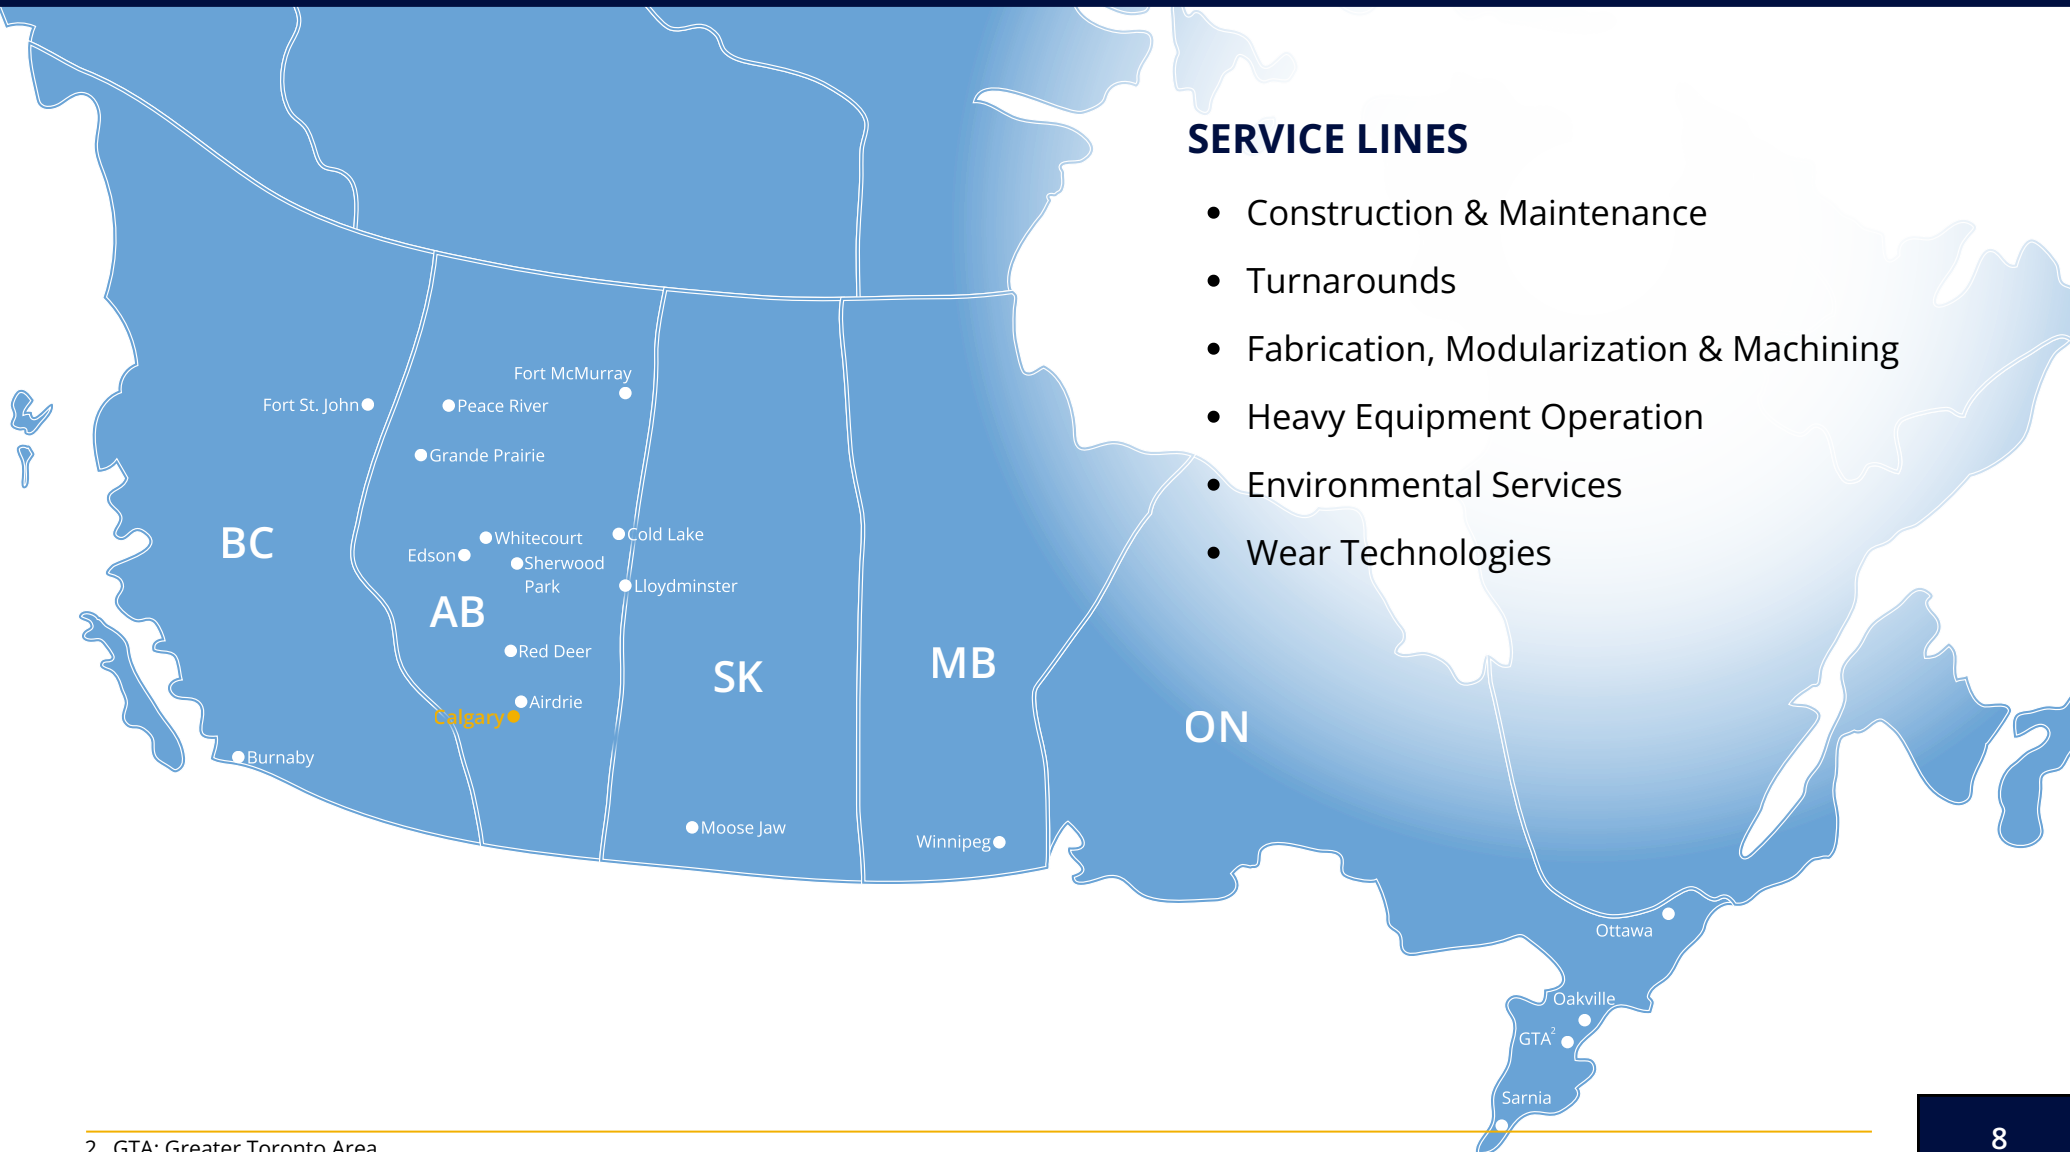 SERVICE LINES
• Construction & Maintenance
• Turnarounds
• Fabrication, Modularization & Machining
• Heavy Equipment Operation
• Environmental Services
• Wear Technologies
Fort McMurray
Fort St. John
Peace River
Grande Prairie
BC
Whitecourt
Cold Lake
Edson
Sherwood
Park
Lloydminster
AB
Red Deer
SK
MB
Airdrie
Calgary
ON
Burnaby
Moose Jaw
Winnipeg
Ottawa
Oakville
GTA²
Sarnia
2 GTA: Greater Toronto Area
8